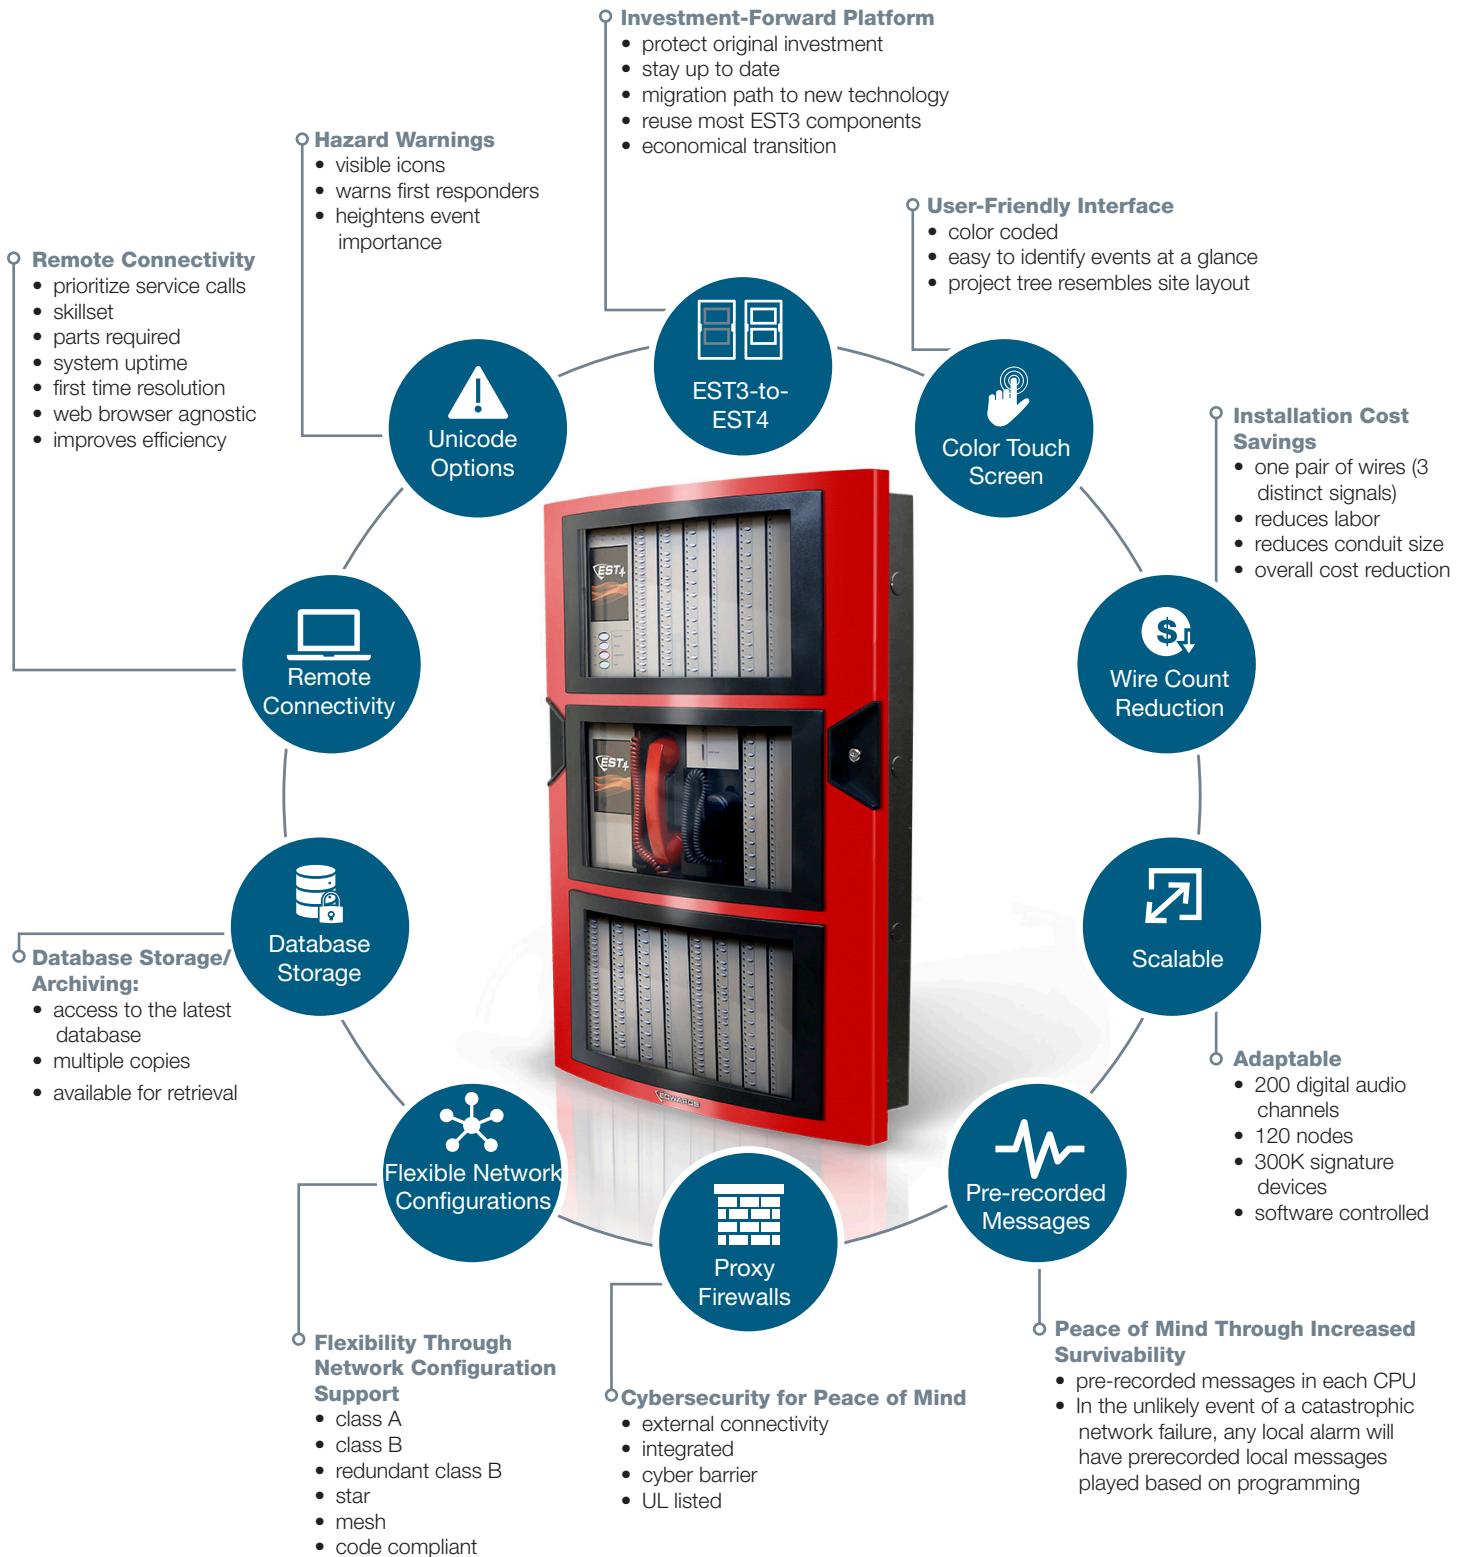 Investment-Forward Platform
• protect original investment
• stay up to date
• migration path to new technology
• reuse most EST3 components
• economical transition
Hazard Warnings
• visible icons
• warns first responders
• heightens event
importance
User-Friendly Interface
• color coded
• easy to identify events at a glance
• project tree resembles site layout
Remote Connectivity
• prioritize service calls
• skillset
• parts required
• system uptime
• first time resolution
• web browser agnostic
• improves efficiency
EST3-to-
EST4
Unicode
Options
Color Touch
Screen
Installation Cost
Savings
• one pair of wires (3
distinct signals)
• reduces labor
• reduces conduit size
• overall cost reduction
EST4
Remote
Connectivity
$
Wire Count
Reduction
EST4
Database
Storage
Scalable
Database Storage/
Archiving:
• access to the latest
database
• multiple copies
• available for retrieval
Adaptable
• 200 digital audio
channels
• 120 nodes
• 300K signature
devices
• software controlled
EDWARDS
Flexible Network
Configurations
Pre-recorded
Messages
Proxy
Firewalls
Flexibility Through
Network Configuration
Support
• class A
• class B
• redundant class B
• star
• mesh
• code compliant
Cybersecurity for Peace of Mind
• external connectivity
• integrated
• cyber barrier
• UL listed
Peace of Mind Through Increased
Survivability
• pre-recorded messages in each CPU
• In the unlikely event of a catastrophic
network failure, any local alarm will
have prerecorded local messages
played based on programming